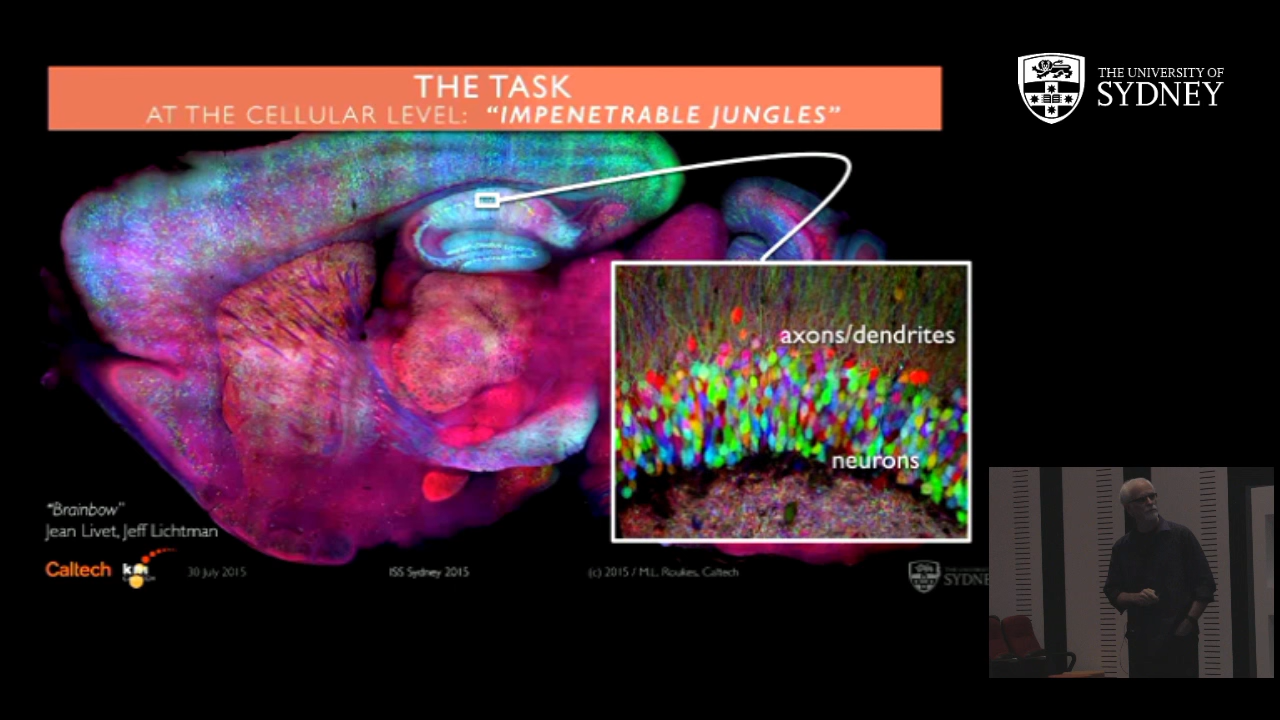 THE TASK
AT THE CELLULAR LEVEL: “IMPENETRABLE JUNGLES”
THE UNIVERSITY OF
SYDNEY
axons/dendrites
neurons
“Brainbow”
Jean Livet, Jeff Lichtman
Caltech
30 July 2015
ISS Sydney 2015
(c) 2015 / M.L. Roukes, Caltech